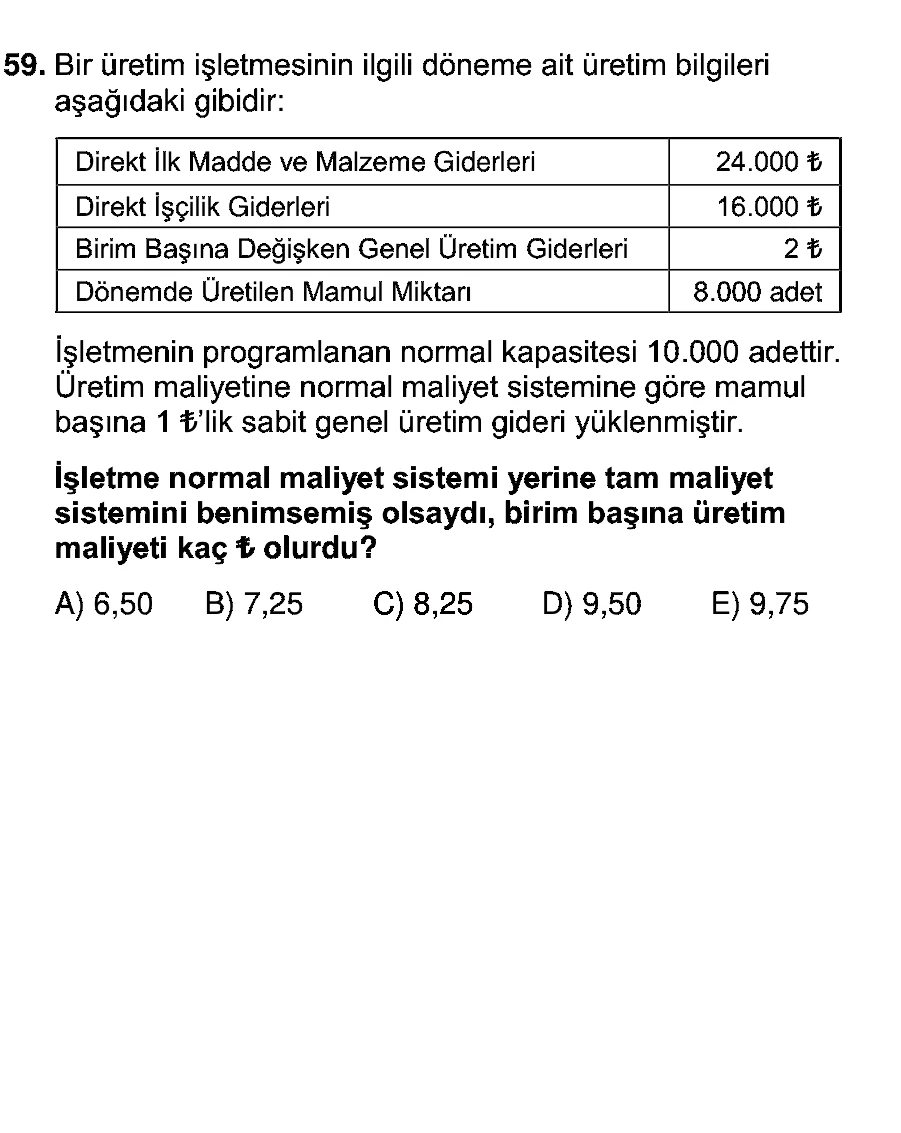 59. Bir üretim işletmesinin ilgili döneme ait üretim bilgileri
aşağıdaki gibidir:
Direkt İlk Madde ve Malzeme Giderleri 24.000 ₺
Direkt İşçilik Giderleri 16.000 ₺
Birim Başına Değişken Genel Üretim Giderleri 2 ₺
Dönemde Üretilen Mamul Miktarı 8.000 adet
İşletmenin programlanan normal kapasitesi 10.000 adettir.
Üretim maliyetine normal maliyet sistemine göre mamul
başına 1 ₺’lik sabit genel üretim gideri yüklenmiştir.
İşletme normal maliyet sistemi yerine tam maliyet
sistemini benimsemiş olsaydı, birim başına üretim
maliyeti kaç ₺ olurdu?
A) 6,50 B) 7,25 C) 8,25 D) 9,50 E) 9,75